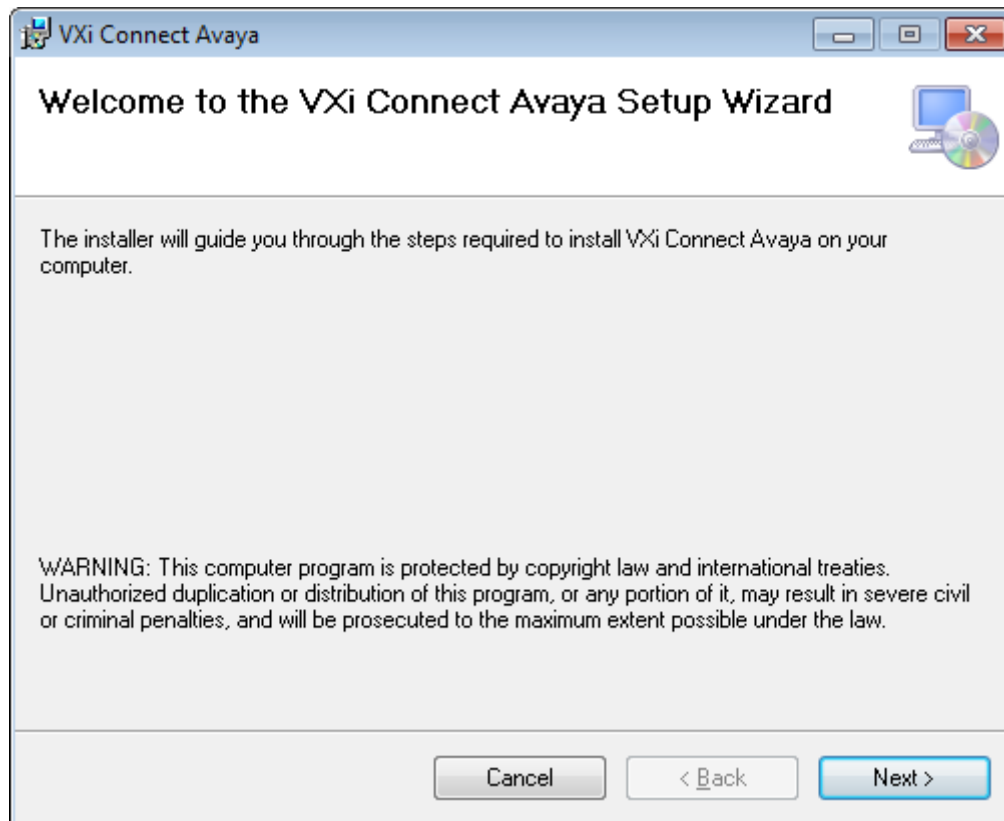 VXi Connect Avaya
Welcome to the VXi Connect Avaya Setup Wizard
The installer will guide you through the steps required to install VXi Connect Avaya on your
computer.
WARNING: This computer program is protected by copyright law and international treaties.
Unauthorized duplication or distribution of this program, or any portion of it, may result in severe civil
or criminal penalties, and will be prosecuted to the maximum extent possible under the law.
Cancel < Back Next >